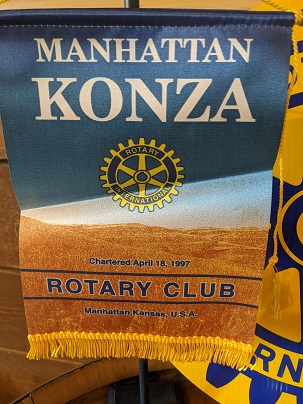 MANHATTAN
KONZA
ROTARY
INTERNATIONAL
Chartered April 18, 1997
ROTARY CLUB
Manhattan, Kansas, U.S.A.
RN